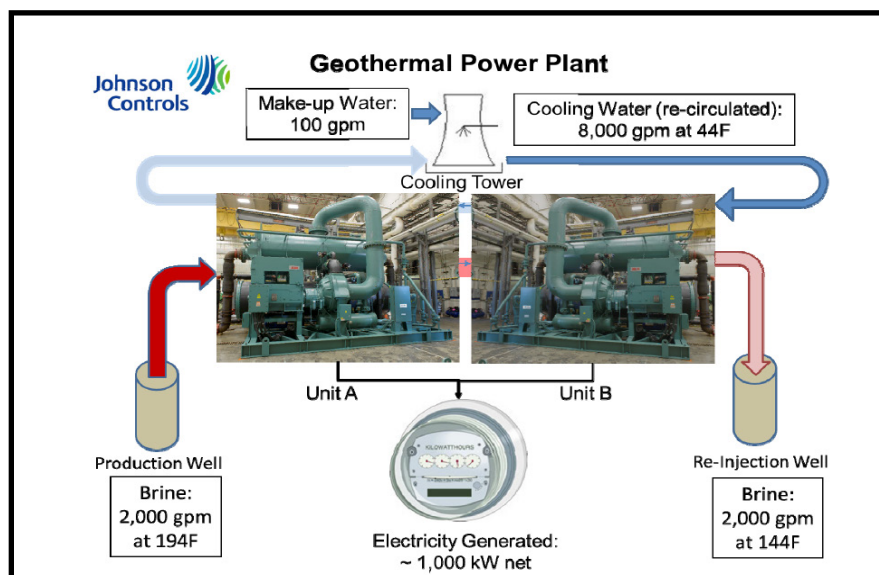 Johnson
Controls
Geothermal Power Plant
Make-up Water:
100 gpm
Cooling Water (re-circulated):
8,000 gpm at 44F
Cooling Tower
Unit A
Unit B
KILOWATTHOURS
Production Well
Re-Injection Well
Brine:
2,000 gpm
at 194F
Brine:
2,000 gpm
at 144F
Electricity Generated:
~ 1,000 kW net